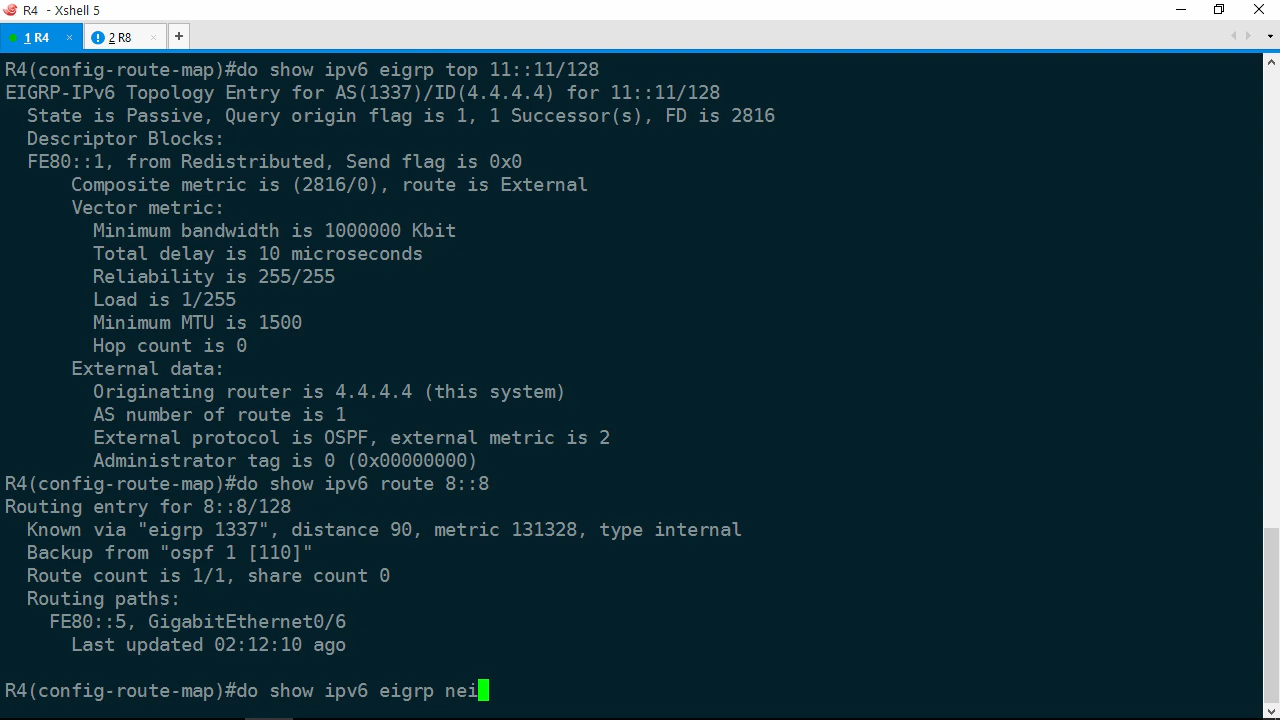 R4 - Xshell 5
1 R4 × 2 R8 × +
R4(config-route-map)#do show ipv6 eigrp top 11::11/128
EIGRP-IPv6 Topology Entry for AS(1337)/ID(4.4.4.4) for 11::11/128
State is Passive, Query origin flag is 1, 1 Successor(s), FD is 2816
Descriptor Blocks:
FE80::1, from Redistributed, Send flag is 0x0
Composite metric is (2816/0), route is External
Vector metric:
Minimum bandwidth is 1000000 Kbit
Total delay is 10 microseconds
Reliability is 255/255
Load is 1/255
Minimum MTU is 1500
Hop count is 0
External data:
Originating router is 4.4.4.4 (this system)
AS number of route is 1
External protocol is OSPF, external metric is 2
Administrator tag is 0 (0x00000000)
R4(config-route-map)#do show ipv6 route 8::8
Routing entry for 8::8/128
Known via "eigrp 1337", distance 90, metric 131328, type internal
Backup from "ospf 1 [110]"
Route count is 1/1, share count 0
Routing paths:
FE80::5, GigabitEthernet0/6
Last updated 02:12:10 ago
R4(config-route-map)#do show ipv6 eigrp nei